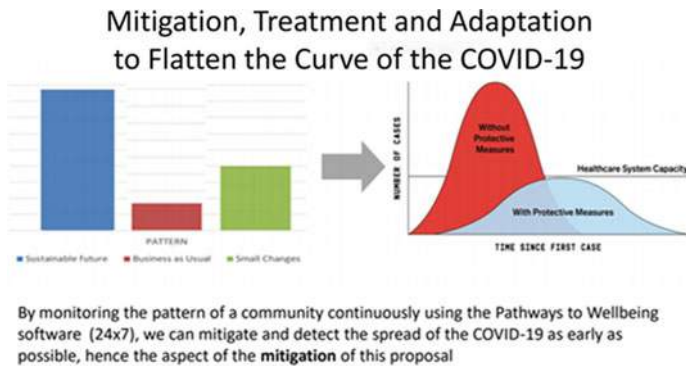 Mitigation, Treatment and Adaptation
to Flatten the Curve of the COVID-19
PATTERN
Sustainable Future
Business as Usual
Small Changes
NUMBER OF CASES
Without
Protective
Measures
Healthcare System Capacity
With Protective Measures
TIME SINCE FIRST CASE
By monitoring the pattern of a community continuously using the Pathways to Wellbeing
software (24x7), we can mitigate and detect the spread of the COVID-19 as early as
possible, hence the aspect of the mitigation of this proposal